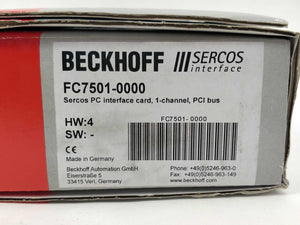 BECKHOFF
SERCOS
interface
FC7501-0000
Sercos PC interface card, 1-channel, PCI bus
HW:4
SW: -
FC7501-0000
CE
Made in Germany
Beckhoff Automation GmbH
Eiserstraße 5
33415 Verl, Germany
Phone: +49(0)5246-963-0
Fax: +49(0)5246-963-149
www.beckhoff.com